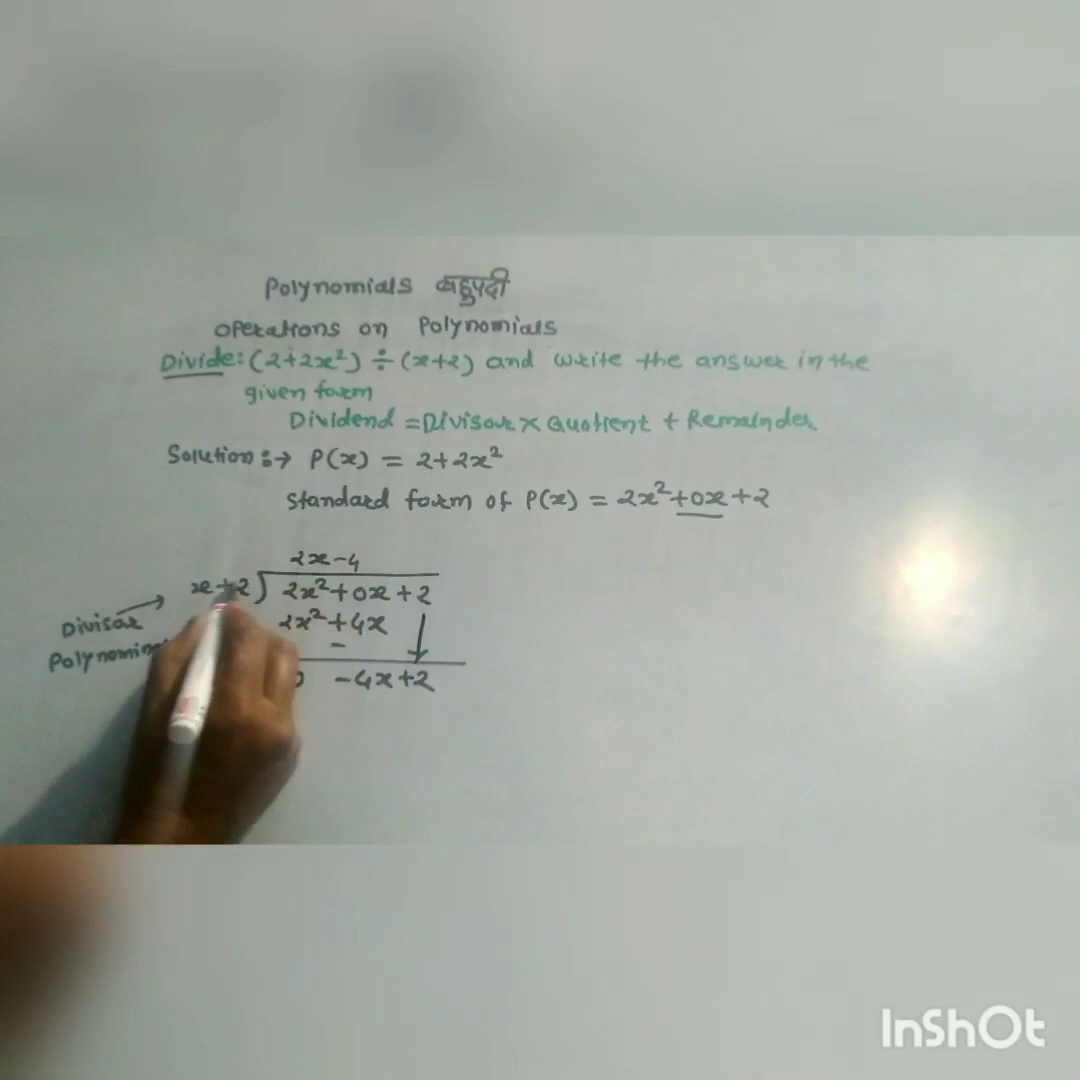 Polynomials बहुपदी
Operations on Polynomials
Divide: (2+2x²) ÷ (x+2) and write the answer in the
given form
Dividend = Divisor × Quotient + Remainder
Solution :→ P(x) = 2+2x²
Standard form of P(x) = 2x²+0x+2
2x-4
x+2 ) 2x²+0x+2
Divisor → 2x²+4x ↓
-
-4x+2
InShOt